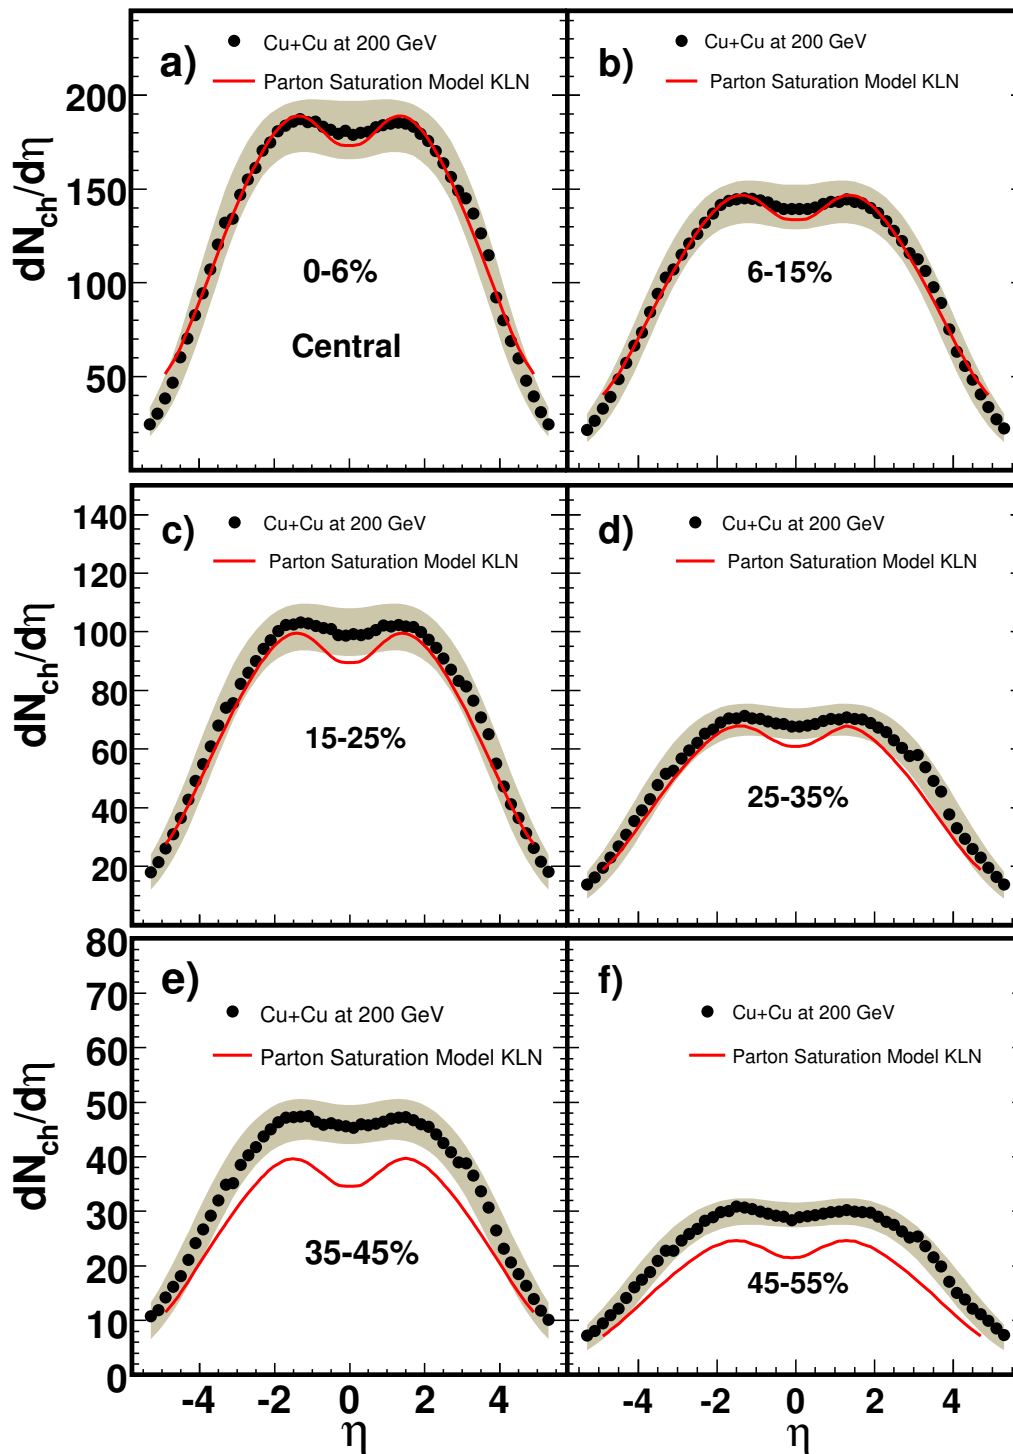 a)
Cu+Cu at 200 GeV
Parton Saturation Model KLN
0-6%
Central
b)
Cu+Cu at 200 GeV
Parton Saturation Model KLN
6-15%
200
150
100
50
dN_ch/dη
c)
Cu+Cu at 200 GeV
Parton Saturation Model KLN
15-25%
d)
Cu+Cu at 200 GeV
Parton Saturation Model KLN
25-35%
140
120
100
80
60
40
20
dN_ch/dη
e)
Cu+Cu at 200 GeV
Parton Saturation Model KLN
35-45%
f)
Cu+Cu at 200 GeV
Parton Saturation Model KLN
45-55%
80
70
60
50
40
30
20
10
0
dN_ch/dη
-4 -2 0 2 4
η
-4 -2 0 2 4
η